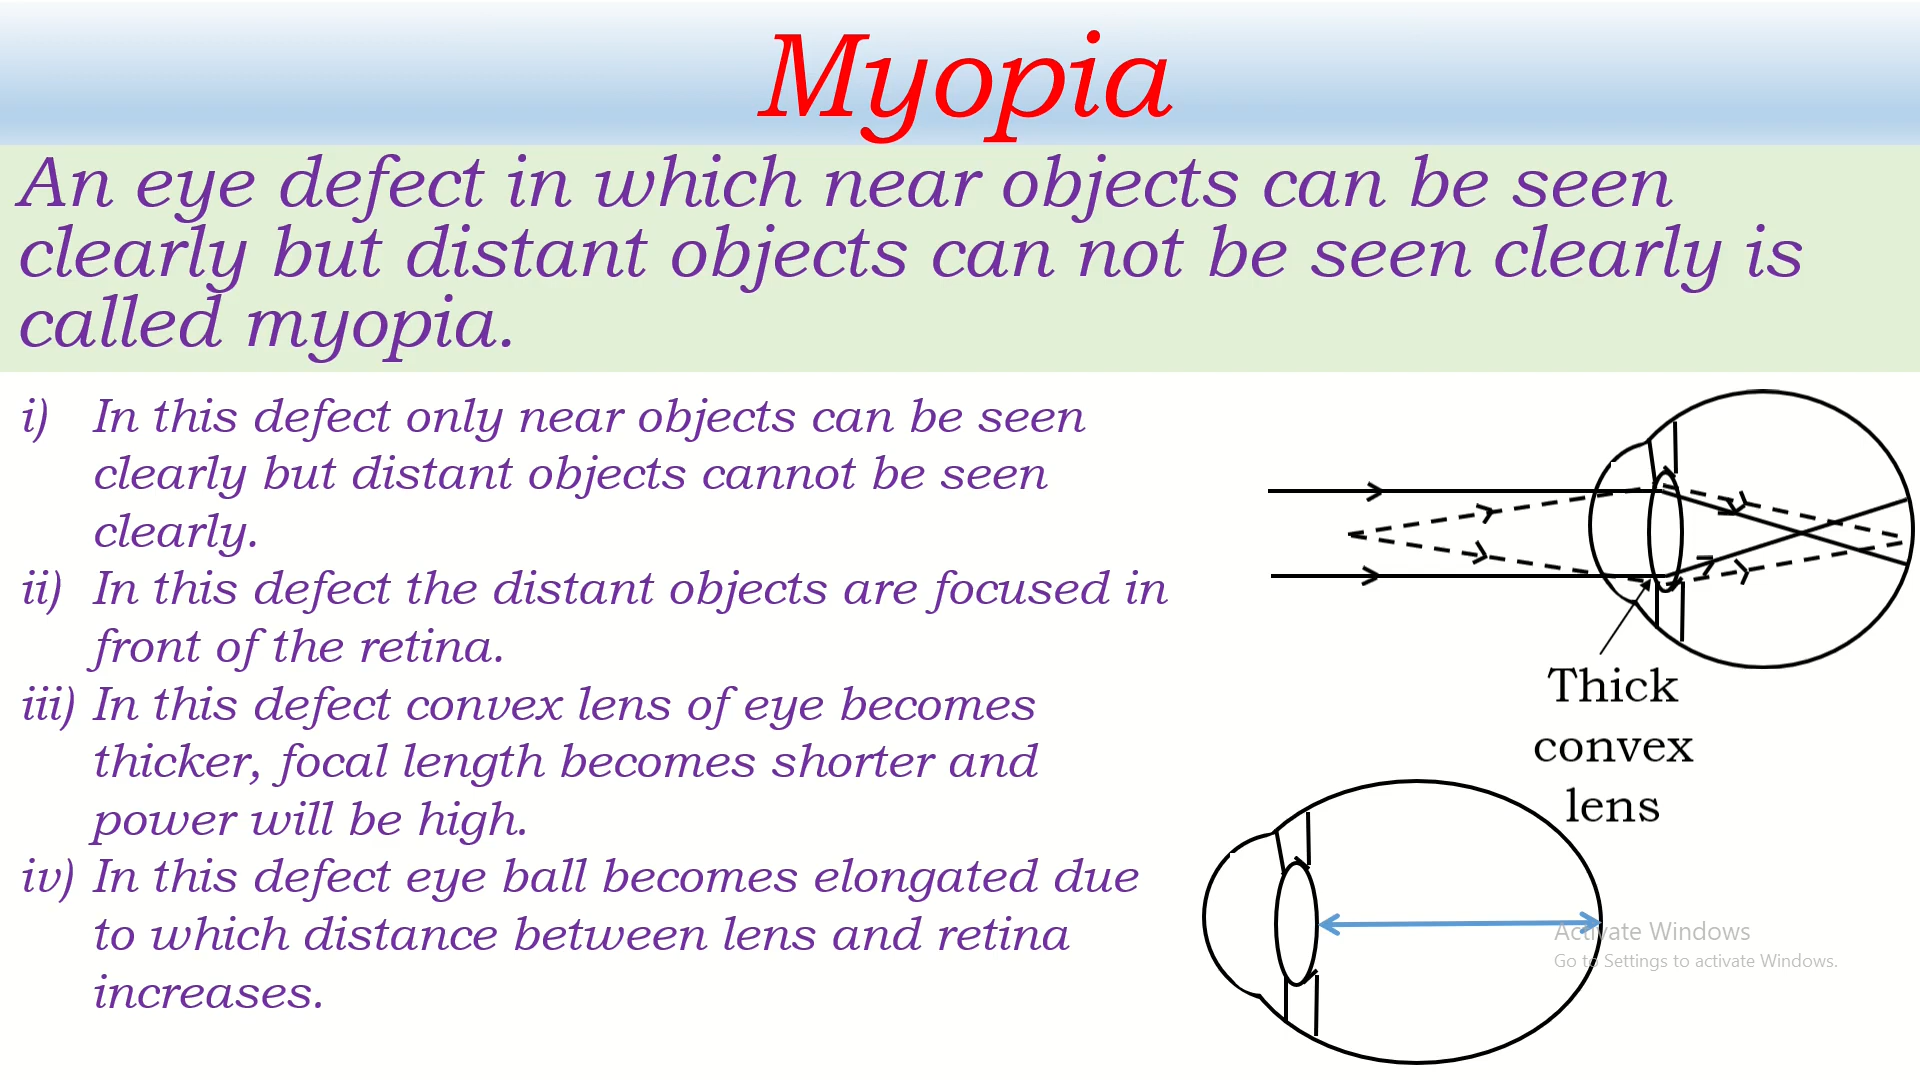 Myopia
An eye defect in which near objects can be seen
clearly but distant objects can not be seen clearly is
called myopia.
i) In this defect only near objects can be seen
clearly but distant objects cannot be seen
clearly.
ii) In this defect the distant objects are focused in
front of the retina.
iii) In this defect convex lens of eye becomes
thicker, focal length becomes shorter and
power will be high.
iv) In this defect eye ball becomes elongated due
to which distance between lens and retina
increases.
Thick
convex
lens
Activate Windows
Go to Settings to activate Windows.